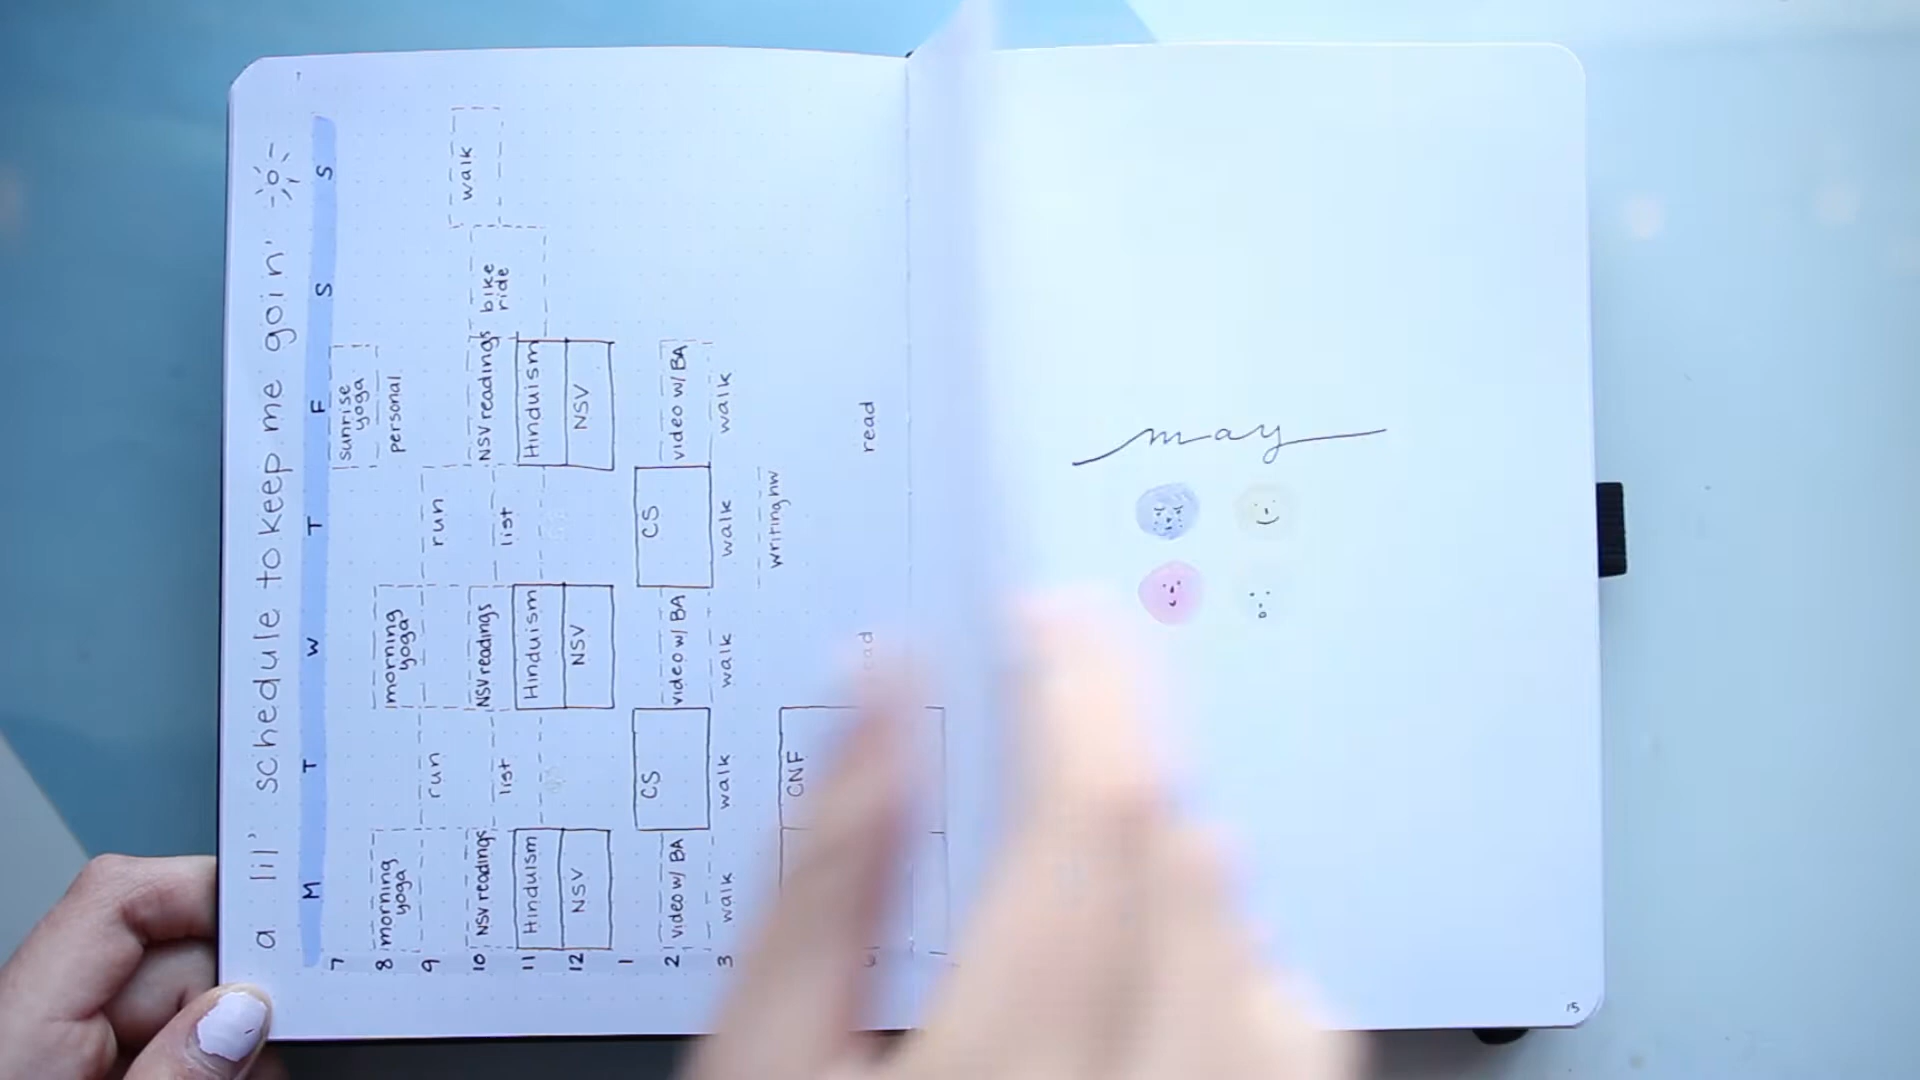 a lil' schedule to keep me goin'
M T W T F S S
7
sunrise
yoga
8
morning
yoga
morning
yoga
personal
9
run
run
10
NSV readings
NSV readings
NSV readings
bike
ride
walk
list
list
11
Hinduism
Hinduism
Hinduism
12
NSV
NSV
NSV
1
CS
CS
2
video w/ BA
video w/ BA
video w/ BA
3
walk
walk
walk
walk
walk
CNF
writing hw
6
read
may
15